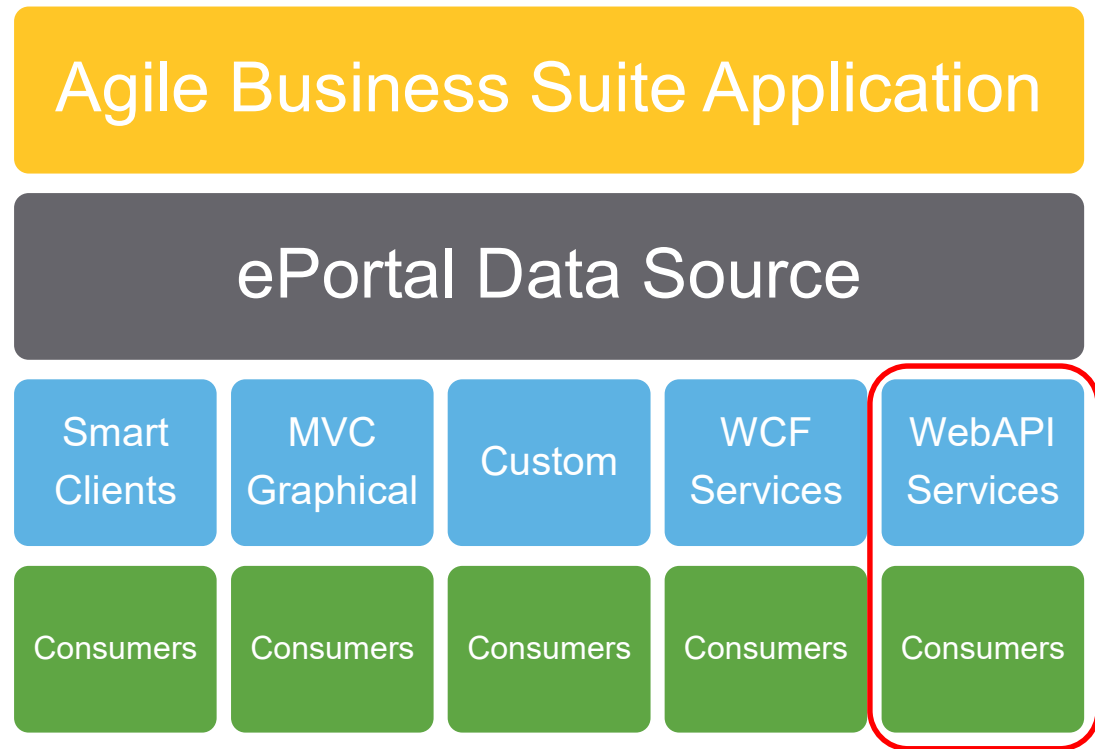 Agile Business Suite Application
ePortal Data Source
Smart
Clients
MVC
Graphical
Custom
WCF
Services
WebAPI
Services
Consumers
Consumers
Consumers
Consumers
Consumers